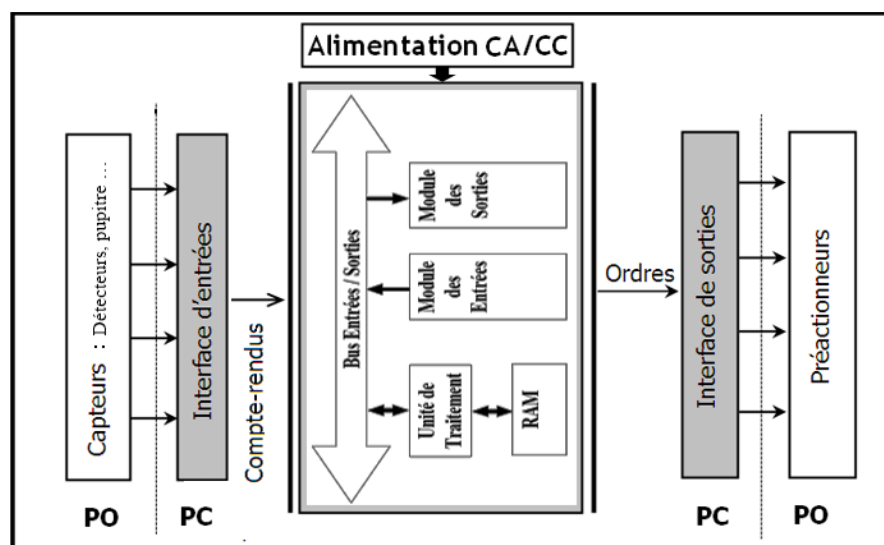 Alimentation CA/CC
Capteurs : Détecteurs, pupitre ...
Interface d'entrées
Compte-rendus
Bus Entrées / Sorties
Module
des
Sorties
Module
des
Entrées
Unité de
Traitement
RAM
Ordres
Interface de sorties
Préactionneurs
PO
PC
PC
PO